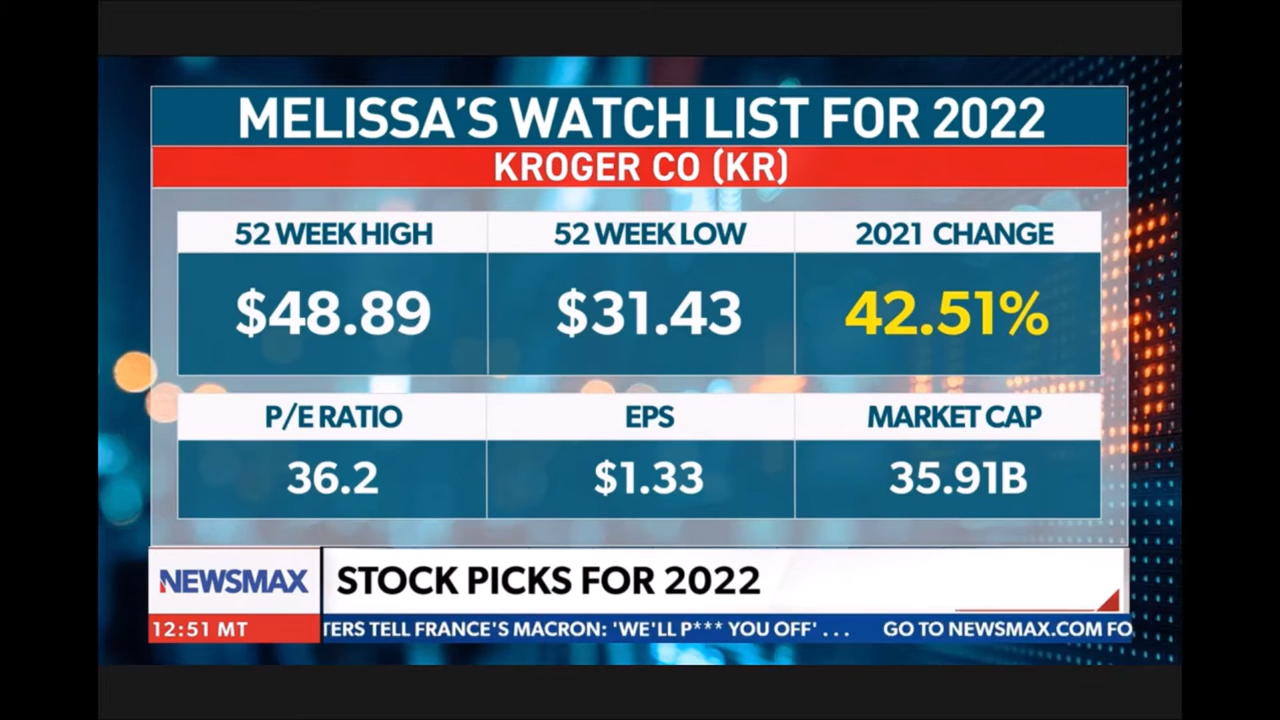 MELISSA'S WATCH LIST FOR 2022
KROGER CO (KR)
52 WEEK HIGH 52 WEEK LOW 2021 CHANGE
$48.89 $31.43 42.51%
P/E RATIO EPS MARKET CAP
36.2 $1.33 35.91B
NEWSMAX STOCK PICKS FOR 2022
12:51 MT TERS TELL FRANCE'S MACRON: 'WE'LL P*** YOU OFF' . . . GO TO NEWSMAX.COM FO